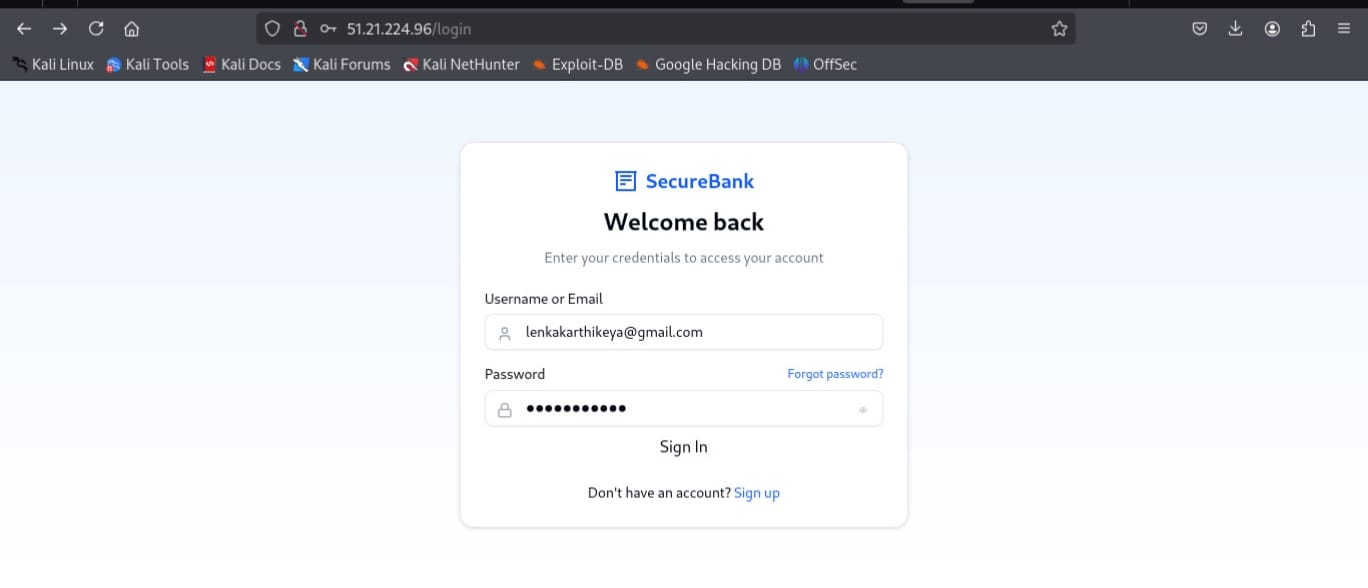 51.21.224.96/login
Kali Linux Kali Tools Kali Docs Kali Forums Kali NetHunter Exploit-DB Google Hacking DB OffSec
SecureBank
Welcome back
Enter your credentials to access your account
Username or Email
lenkakarthikeya@gmail.com
Password Forgot password?
•••••••••••
Sign In
Don't have an account? Sign up